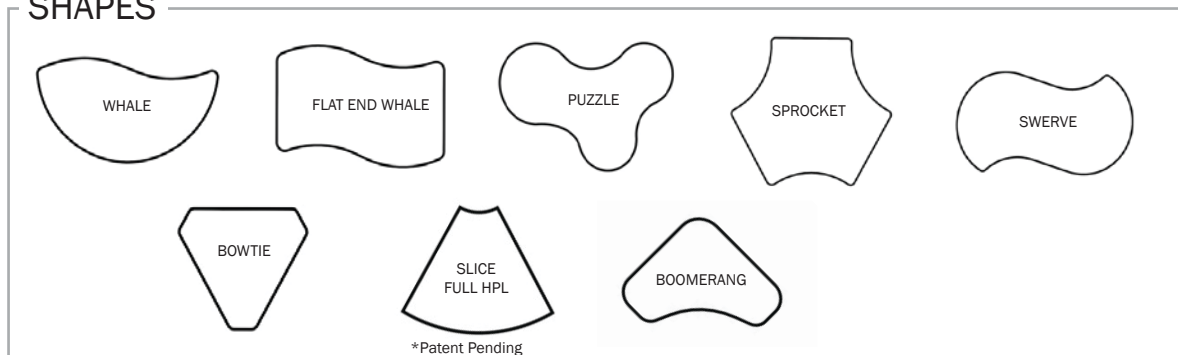 SHAPES
WHALE
FLAT END WHALE
PUZZLE
SPROCKET
SWERVE
BOWTIE
SLICE
FULL HPL
BOOMERANG
*Patent Pending